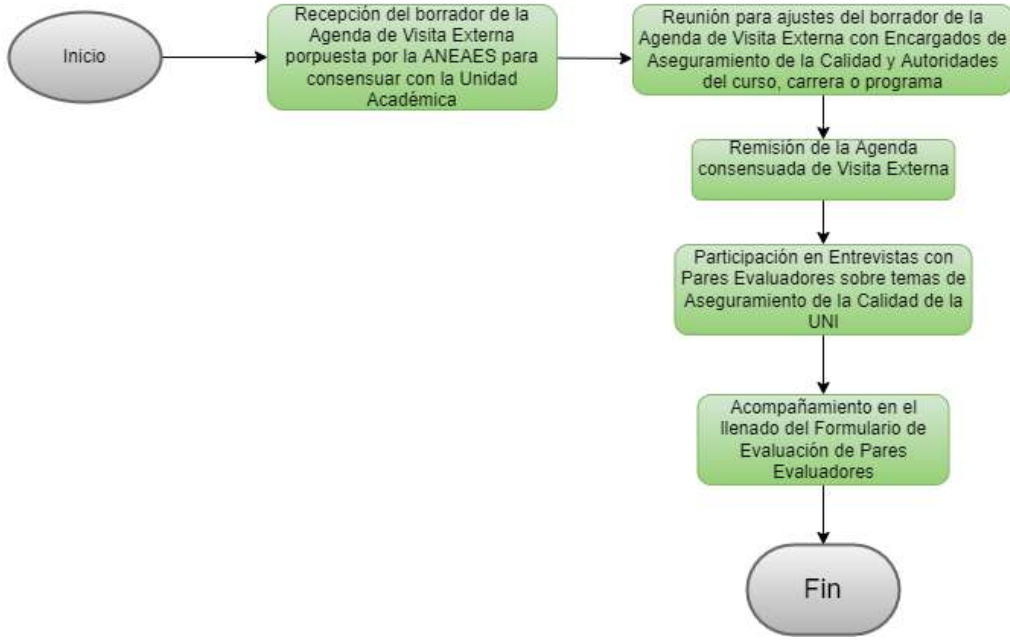 Inicio
Recepción del borrador de la
Agenda de Visita Externa
porpuesta por la ANEAES para
consensuar con la Unidad
Académica
Reunión para ajustes del borrador de la
Agenda de Visita Externa con Encargados de
Aseguramiento de la Calidad y Autoridades
del curso, carrera o programa
Remisión de la Agenda
consensuada de Visita Externa
Participación en Entrevistas con
Pares Evaluadores sobre temas de
Aseguramiento de la Calidad de la
UNI
Acompañamiento en el
llenado del Formulario de
Evaluación de Pares
Evaluadores
Fin